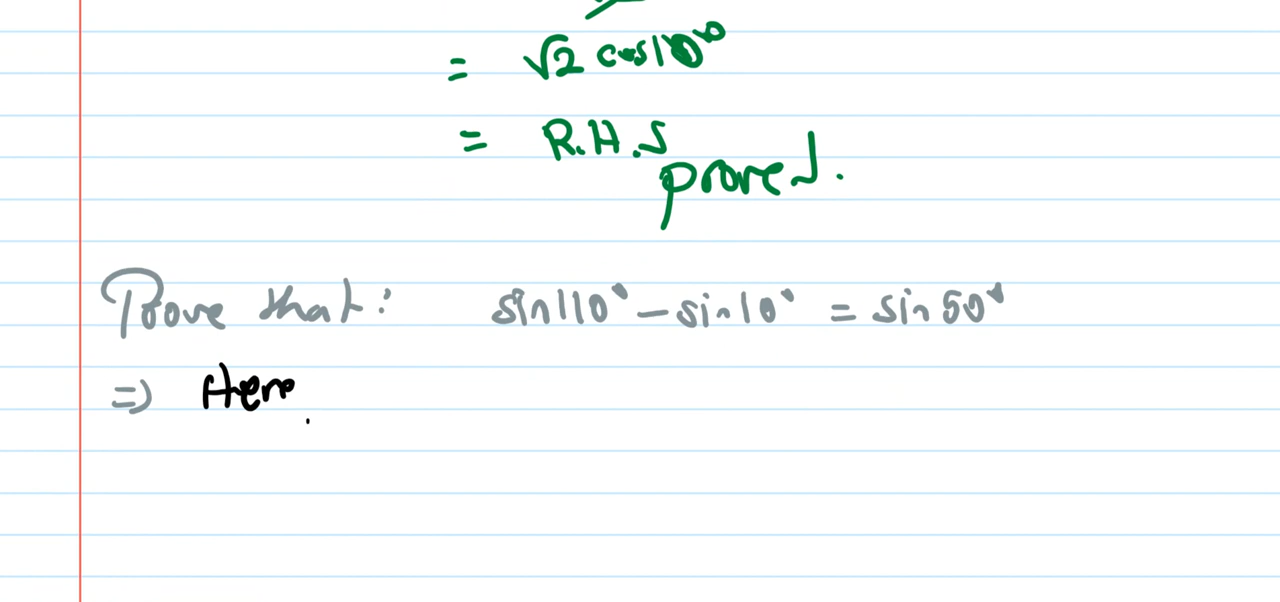 = √2 cos10°
= R.H.S
proved.
Prove that: sin110° - sin10° = sin50°
=> Here,